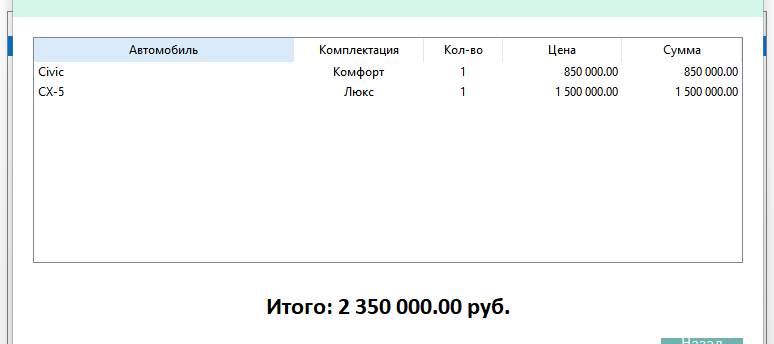 Автомобиль Комплектация Кол-во Цена Сумма
Civic Комфорт 1 850 000.00 850 000.00
CX-5 Люкс 1 1 500 000.00 1 500 000.00
Итого: 2 350 000.00 руб.
Назад